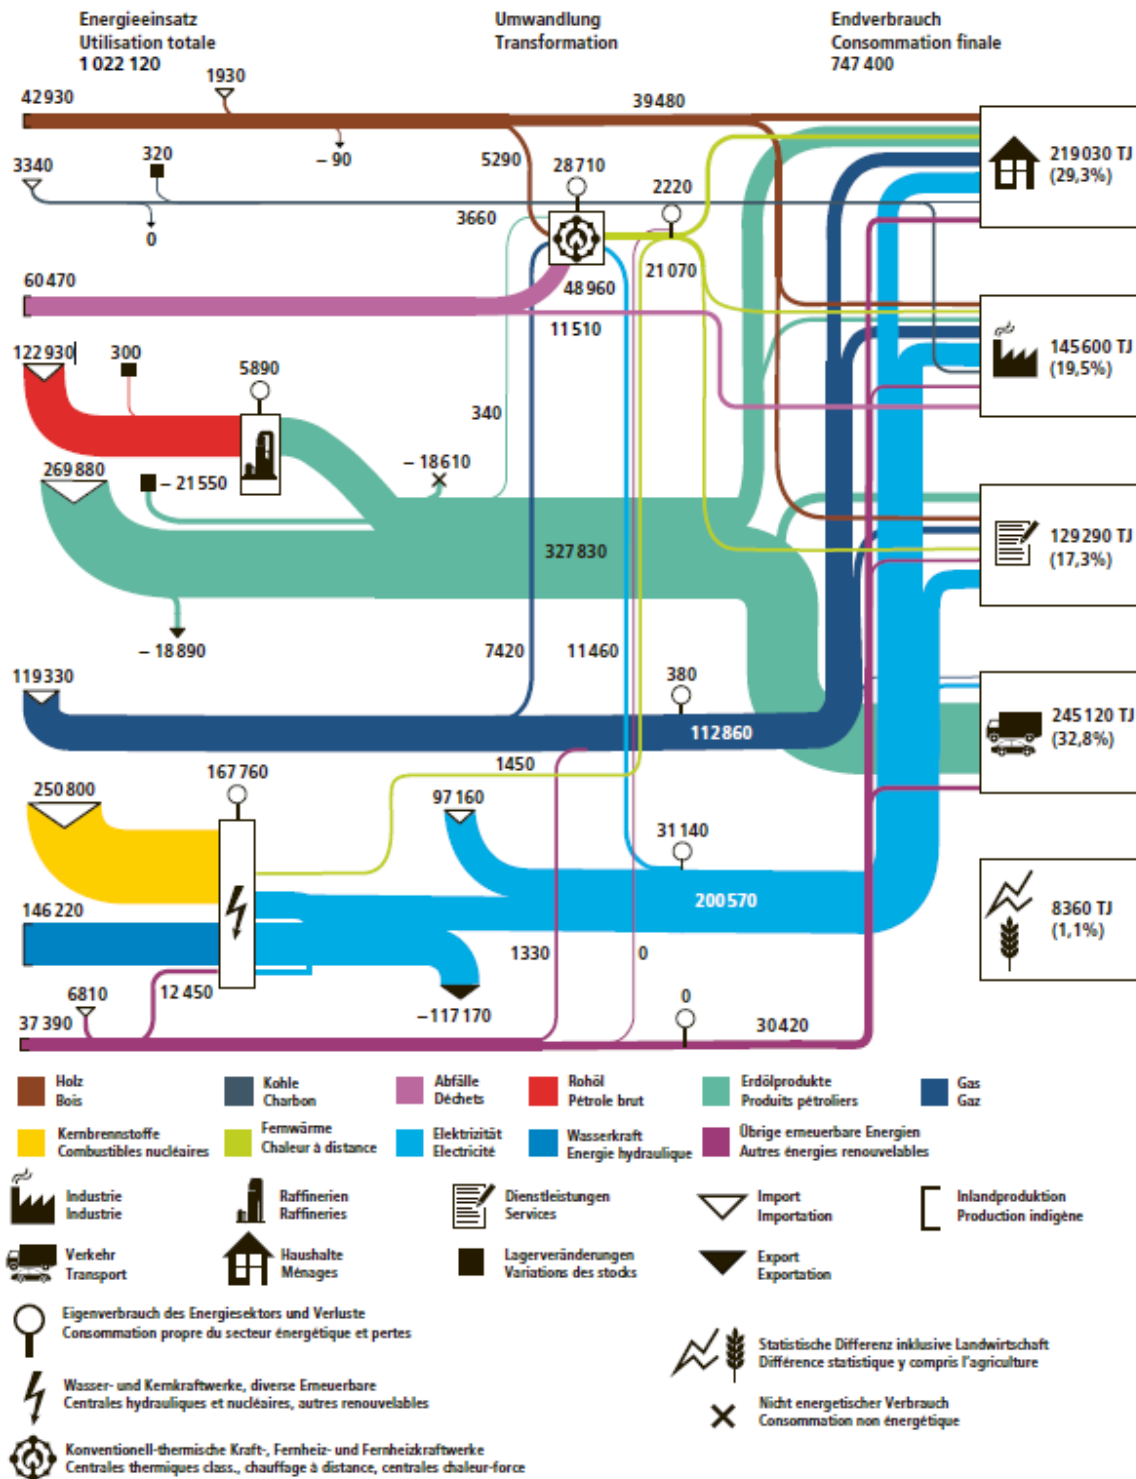 Energieeinsatz
Utilisation totale
1 022 120
Umwandlung
Transformation
Endverbrauch
Consommation finale
747 400
1930
42 930
39 480
3340
320
– 90
0
5290
28 710
2220
3660
219 030 TJ
(29,3%)
60 470
48 960
21 070
11 510
145 600 TJ
(19,5%)
122 930
300
5890
340
269 880
– 21 550
– 18 610
327 830
129 290 TJ
(17,3%)
– 18 890
119 330
7420
11 460
380
112 860
245 120 TJ
(32,8%)
250 800
167 760
1450
97 160
31 140
200 570
8360 TJ
(1,1%)
146 220
1330
0
6810
12 450
– 117 170
0
37 390
30 420
Holz
Bois
Kohle
Charbon
Abfälle
Déchets
Rohöl
Pétrole brut
Erdölprodukte
Produits pétroliers
Gas
Gaz
Kernbrennstoffe
Combustibles nucléaires
Fernwärme
Chaleur à distance
Elektrizität
Electricité
Wasserkraft
Energie hydraulique
Übrige erneuerbare Energien
Autres énergies renouvelables
Industrie
Industrie
Raffinerien
Raffineries
Dienstleistungen
Services
Import
Importation
Inlandproduktion
Production indigène
Verkehr
Transport
Haushalte
Ménages
Lagerveränderungen
Variations des stocks
Export
Exportation
Eigenverbrauch des Energiesektors und Verluste
Consommation propre du secteur énergétique et pertes
Statistische Differenz inklusive Landwirtschaft
Différence statistique y compris l'agriculture
Wasser- und Kernkraftwerke, diverse Erneuerbare
Centrales hydrauliques et nucléaires, autres renouvelables
Nicht energetischer Verbrauch
Consommation non énergétique
Konventionell-thermische Kraft-, Fernheiz- und Fernheizkraftwerke
Centrales thermiques class., chauffage à distance, centrales chaleur-force